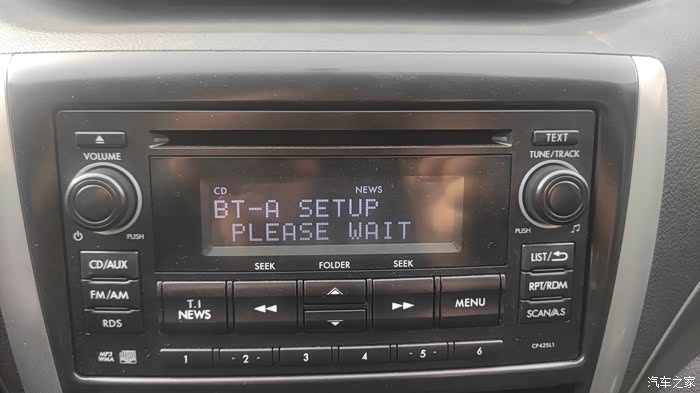 TEXT
VOLUME
TUNE/TRACK
CD NEWS
BT-A SETUP
PLEASE WAIT
PUSH
PUSH
CD/AUX
SEEK FOLDER SEEK
LIST/
FM/AM
T.I
NEWS
MENU
RPT/RDM
RDS
SCAN/A.S
MP3
WMA
1 -2- 3 4 -5- 6
CP425L1
汽车之家